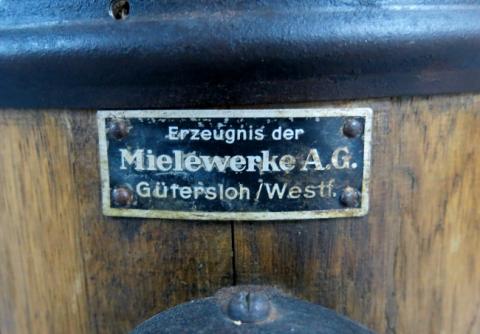 Erzeugnis der
Mielewerke A.G.
Gütersloh/Westf.